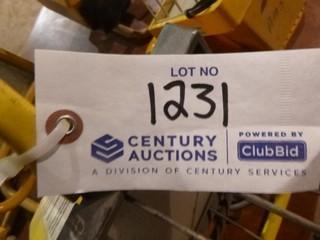 LOT NO
1231
CENTURY AUCTIONS
POWERED BY
ClubBid
A DIVISION OF CENTURY SERVICES